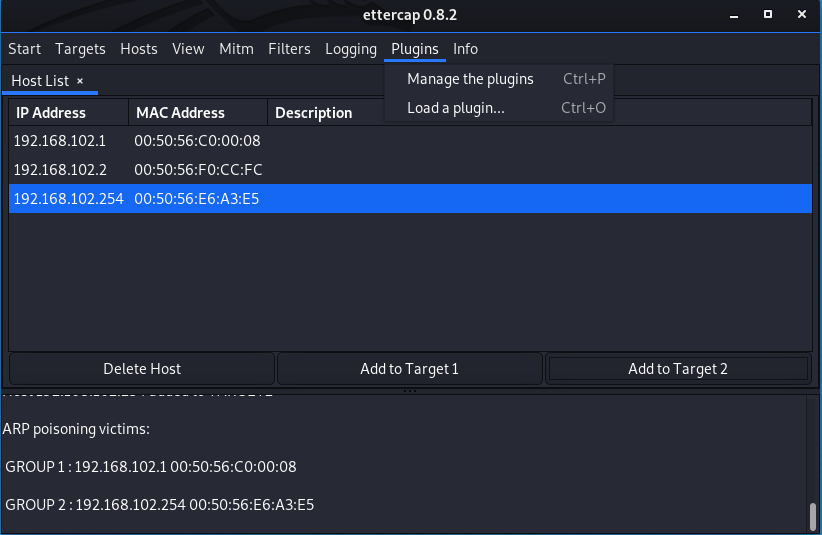 ettercap 0.8.2
Start Targets Hosts View Mitm Filters Logging Plugins Info
Host List ×
Manage the plugins Ctrl+P
Load a plugin... Ctrl+O
IP Address MAC Address Description
192.168.102.1 00:50:56:C0:00:08
192.168.102.2 00:50:56:F0:CC:FC
192.168.102.254 00:50:56:E6:A3:E5
Delete Host Add to Target 1 Add to Target 2
ARP poisoning victims:
GROUP 1 : 192.168.102.1 00:50:56:C0:00:08
GROUP 2 : 192.168.102.254 00:50:56:E6:A3:E5